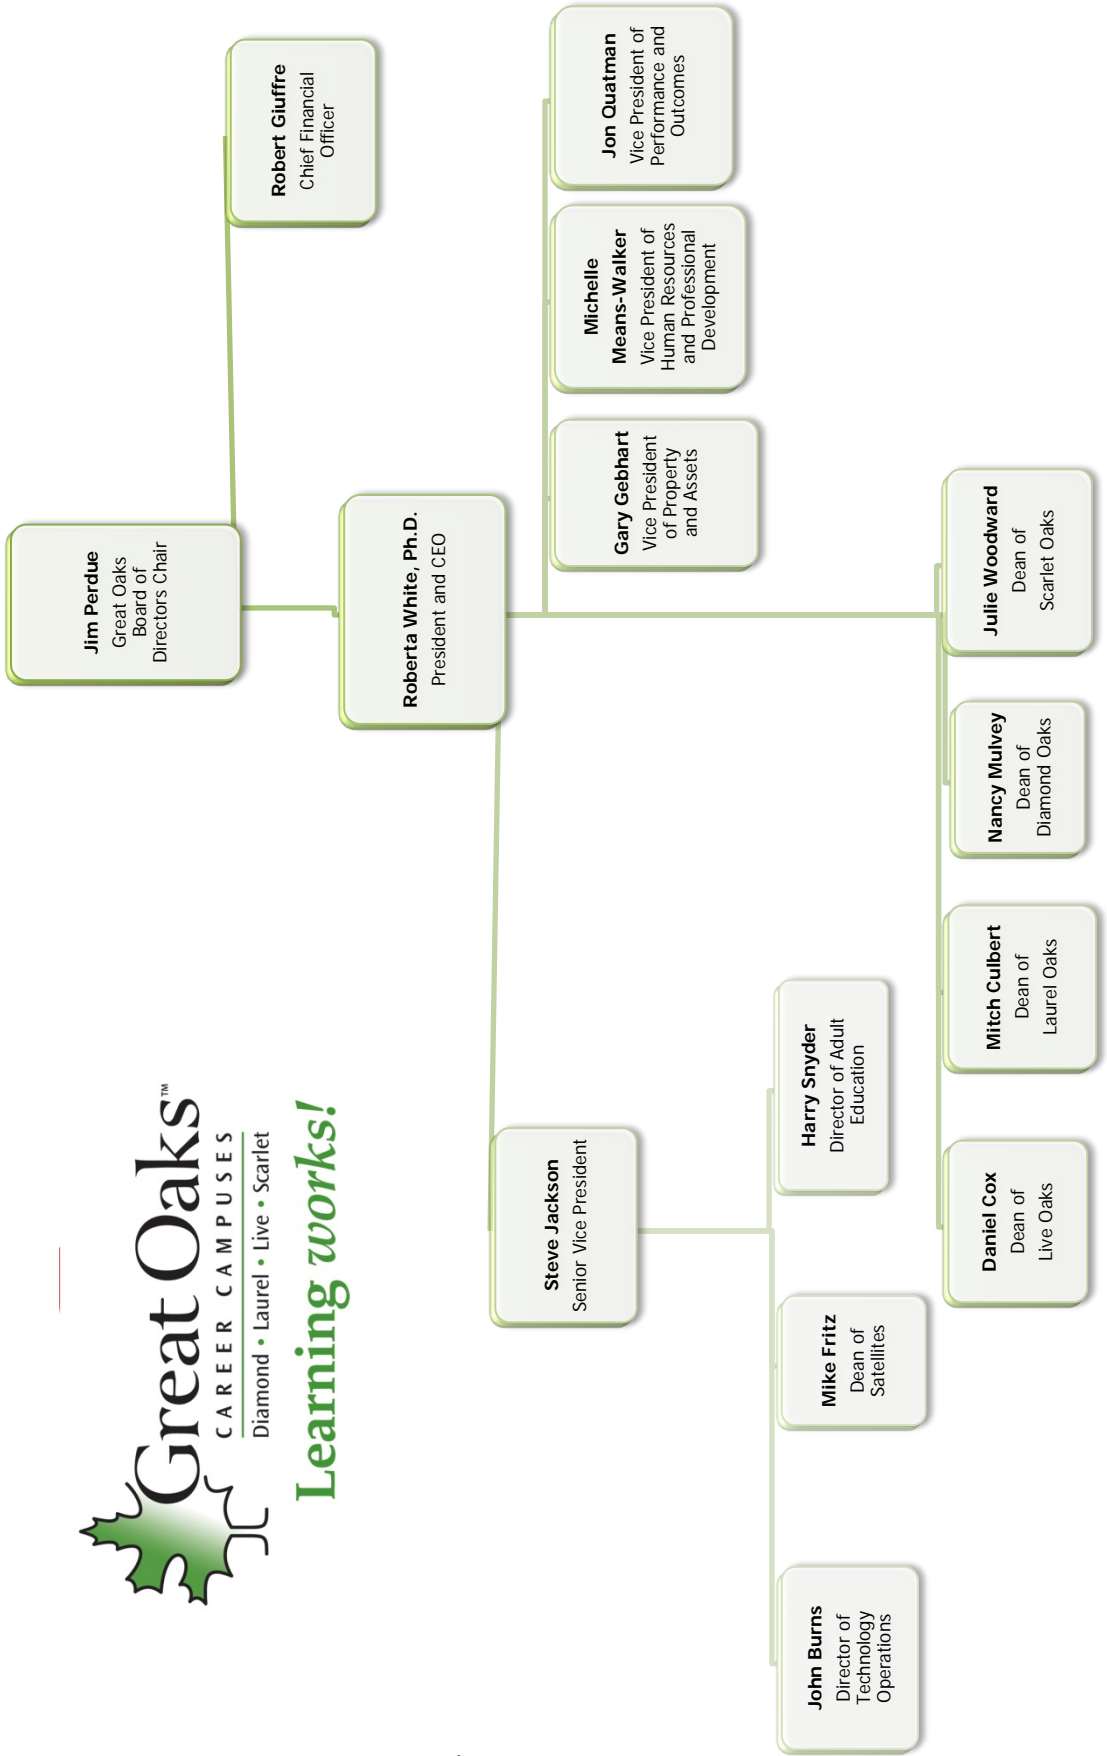 Great Oaks™
CAREER CAMPUSES
Diamond • Laurel • Live • Scarlet
Learning works!
Jim Perdue
Great Oaks
Board of
Directors Chair
Robert Giuffre
Chief Financial
Officer
Roberta White, Ph.D.
President and CEO
Steve Jackson
Senior Vice President
Gary Gebhart
Vice President
of Property
and Assets
Michelle
Means-Walker
Vice President of
Human Resources
and Professional
Development
Jon Quatman
Vice President of
Performance and
Outcomes
John Burns
Director of
Technology
Operations
Mike Fritz
Dean of
Satellites
Harry Snyder
Director of Adult
Education
Daniel Cox
Dean of
Live Oaks
Mitch Culbert
Dean of
Laurel Oaks
Nancy Mulvey
Dean of
Diamond Oaks
Julie Woodward
Dean of
Scarlet Oaks